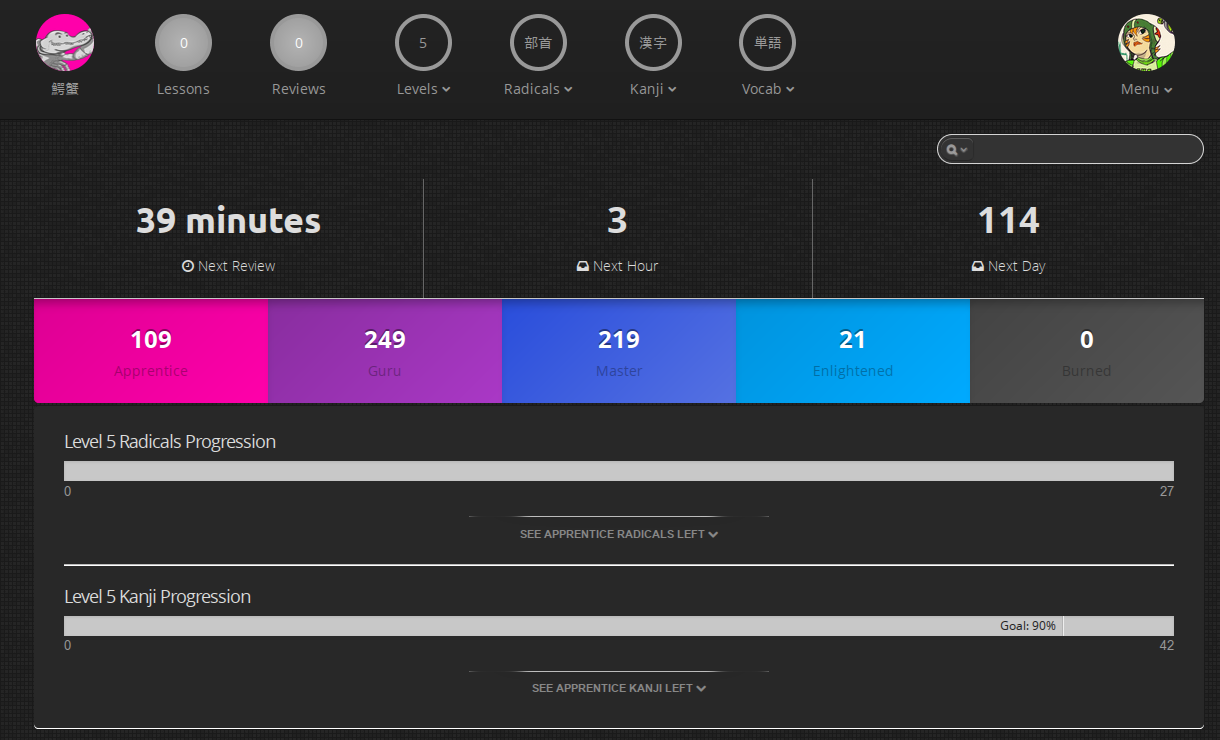 0 0 5 部首 漢字 単語
鰐蟹 Lessons Reviews Levels Radicals Kanji Vocab Menu
39 minutes 3 114
Next Review Next Hour Next Day
109 249 219 21 0
Apprentice Guru Master Enlightened Burned
Level 5 Radicals Progression
0 27
SEE APPRENTICE RADICALS LEFT
Level 5 Kanji Progression
Goal: 90%
0 42
SEE APPRENTICE KANJI LEFT